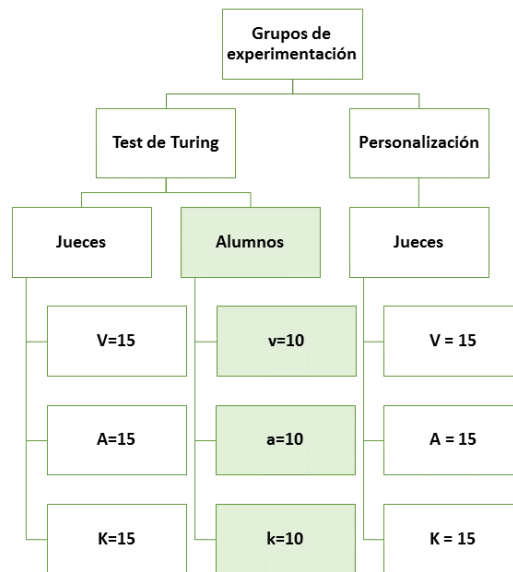 Grupos de
experimentación
Test de Turing
Personalización
Jueces
Alumnos
Jueces
V=15
v=10
V = 15
A=15
a=10
A = 15
K=15
k=10
K = 15